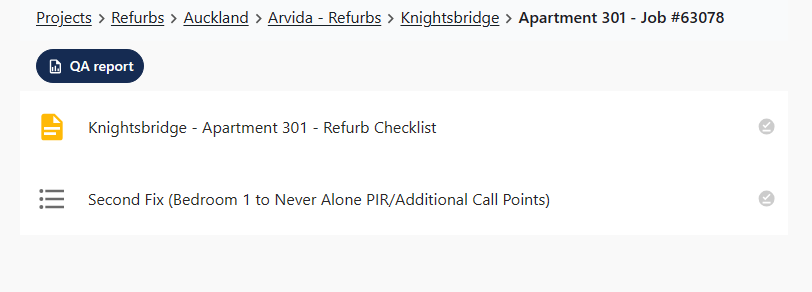 Projects > Refurbs > Auckland > Arvida - Refurbs > Knightsbridge > Apartment 301 - Job #63078
QA report
Knightsbridge - Apartment 301 - Refurb Checklist
Second Fix (Bedroom 1 to Never Alone PIR/Additional Call Points)